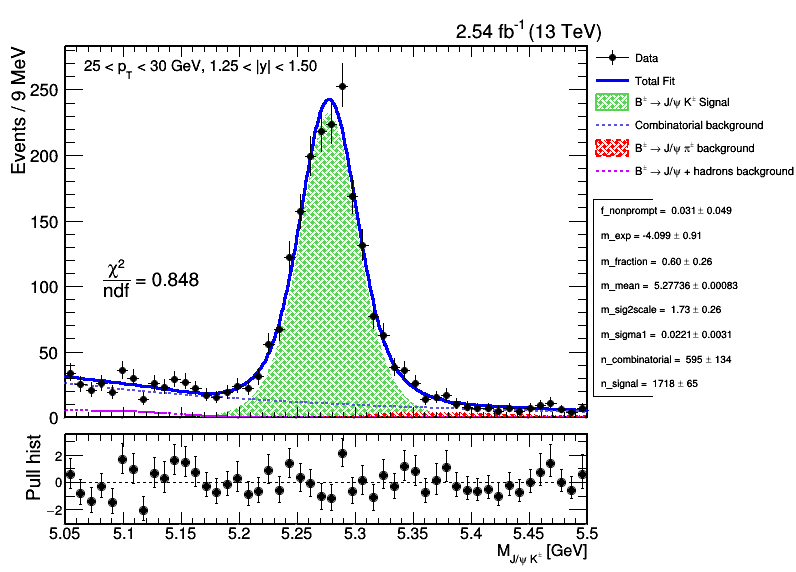 2.54 fb⁻¹ (13 TeV)
25 < p_T < 30 GeV, 1.25 < |y| < 1.50
Events / 9 MeV
250
200
150
100
50
0
χ²/ndf = 0.848
Data
Total Fit
B± → J/ψ K± Signal
Combinatorial background
B± → J/ψ π± background
B± → J/ψ + hadrons background
f_nonprompt = 0.031 ± 0.049
m_exp = -4.099 ± 0.91
m_fraction = 0.60 ± 0.26
m_mean = 5.27736 ± 0.00083
m_sig2scale = 1.73 ± 0.26
m_sigma1 = 0.0221 ± 0.0031
n_combinatorial = 595 ± 134
n_signal = 1718 ± 65
Pull hist
2
0
−2
5.05 5.1 5.15 5.2 5.25 5.3 5.35 5.4 5.45 5.5
M_J/ψ K± [GeV]